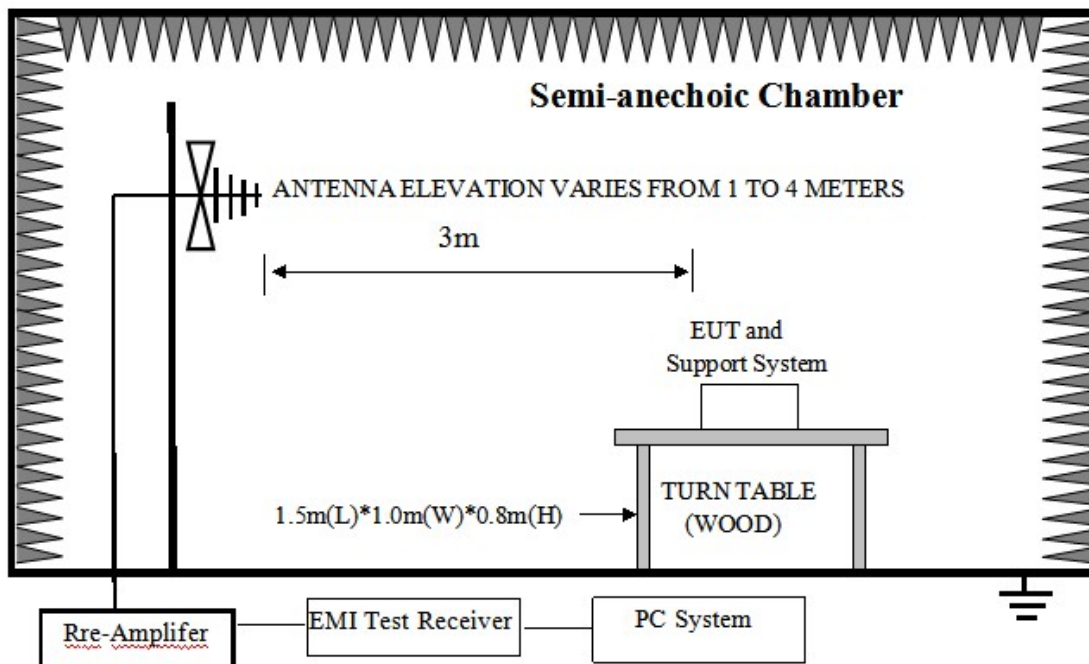 Semi-anechoic Chamber
ANTENNA ELEVATION VARIES FROM 1 TO 4 METERS
3m
EUT and
Support System
TURN TABLE
(WOOD)
1.5m(L)*1.0m(W)*0.8m(H)
Rre-Amplifer
EMI Test Receiver
PC System